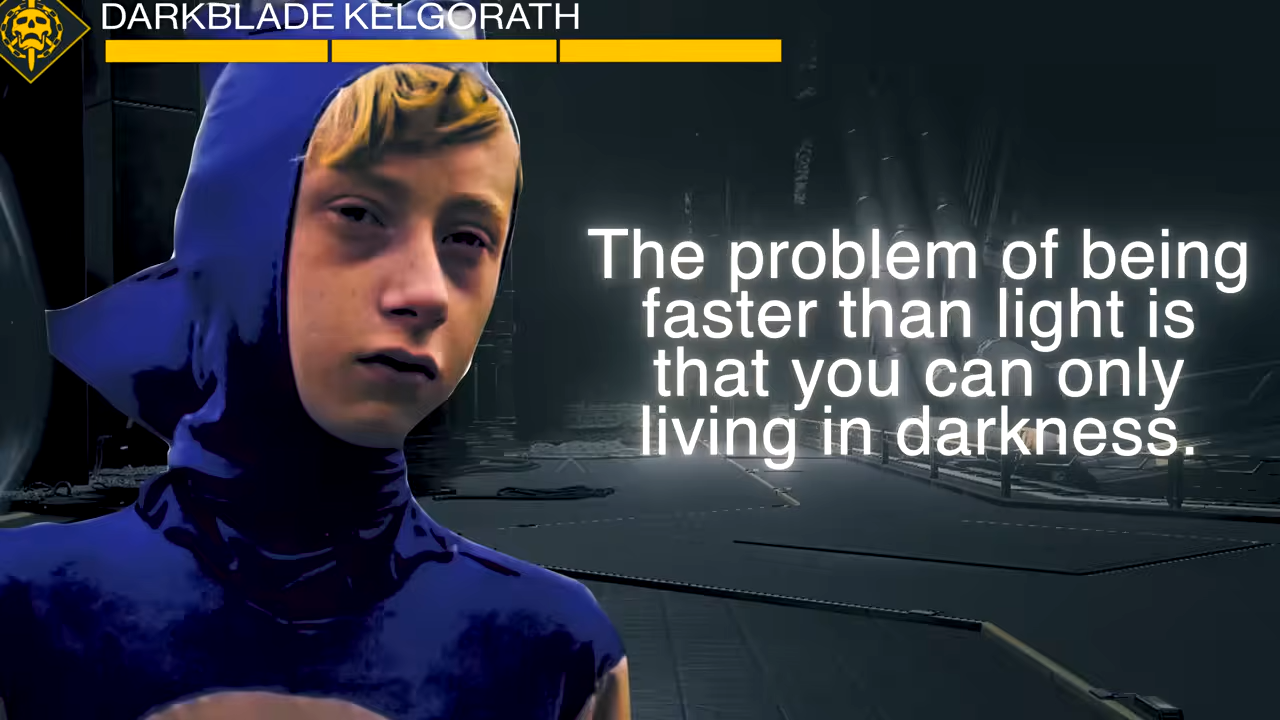 DARKBLADE KELGORATH
The problem of being
faster than light is
that you can only
living in darkness.